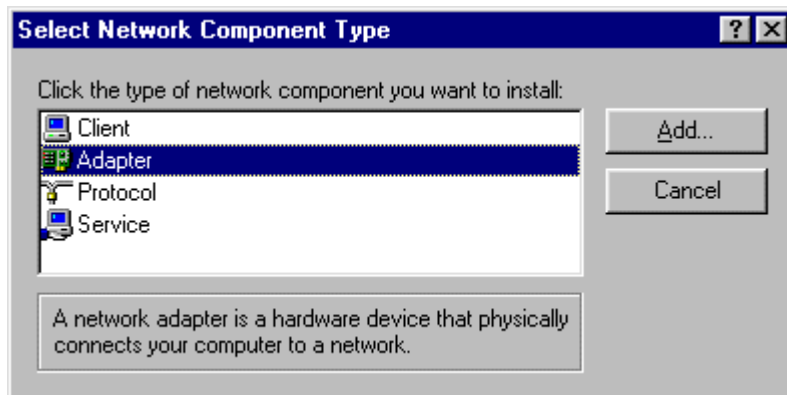 Select Network Component Type
Click the type of network component you want to install:
Client
Adapter
Protocol
Service
Add...
Cancel
A network adapter is a hardware device that physically
connects your computer to a network.